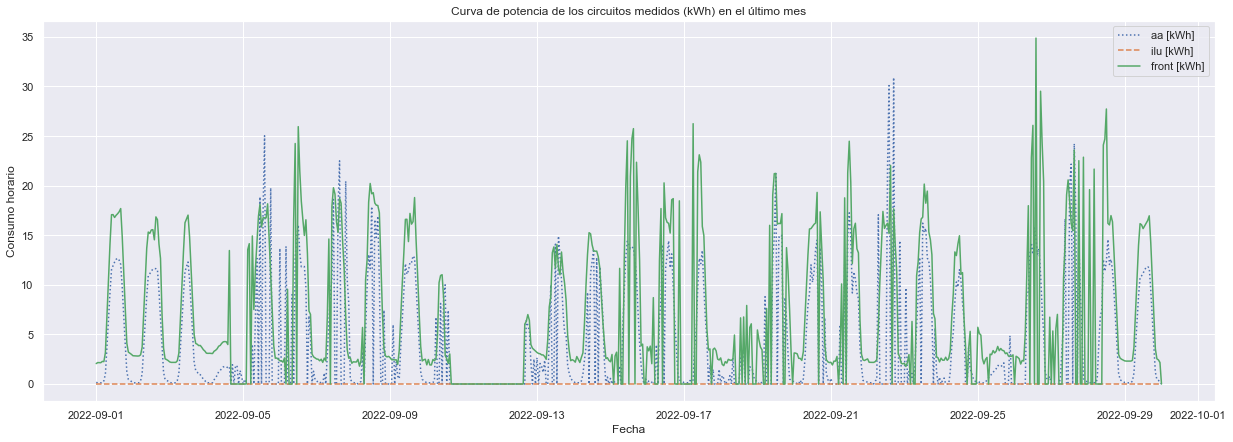 Curva de potencia de los circuitos medidos (kWh) en el último mes
aa [kWh]
ilu [kWh]
front [kWh]
Consumo horario
35
30
25
20
15
10
5
0
2022-09-01
2022-09-05
2022-09-09
2022-09-13
2022-09-17
2022-09-21
2022-09-25
2022-09-29
2022-10-01
Fecha